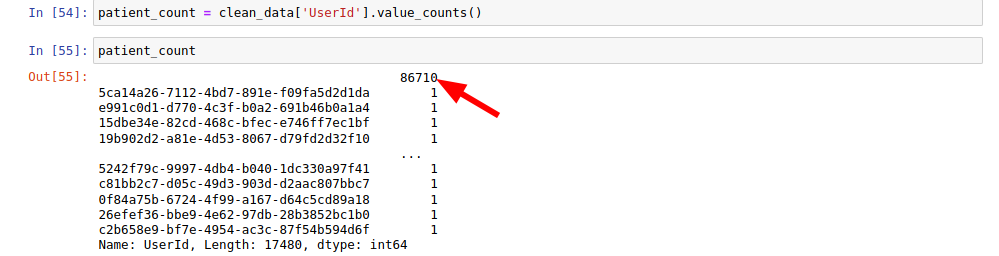 In [54]: patient_count = clean_data['UserId'].value_counts()
In [55]: patient_count
Out[55]: 86710
5ca14a26-7112-4bd7-891e-f09fa5d2d1da 1
e991c0d1-d770-4c3f-b0a2-691b46b0a1a4 1
15dbe34e-82cd-468c-bfec-e746ff7ec1bf 1
19b902d2-a81e-4d53-8067-d79fd2d32f10 1
...
5242f79c-9997-4db4-b040-1dc330a97f41 1
c81bb2c7-d05c-49d3-903d-d2aac807bbc7 1
0f84a75b-6724-4f99-a167-d64c5cd89a18 1
26efef36-bbe9-4e62-97db-28b3852bc1b0 1
c2b658e9-bf7e-4954-ac3c-87f54b594d6f 1
Name: UserId, Length: 17480, dtype: int64